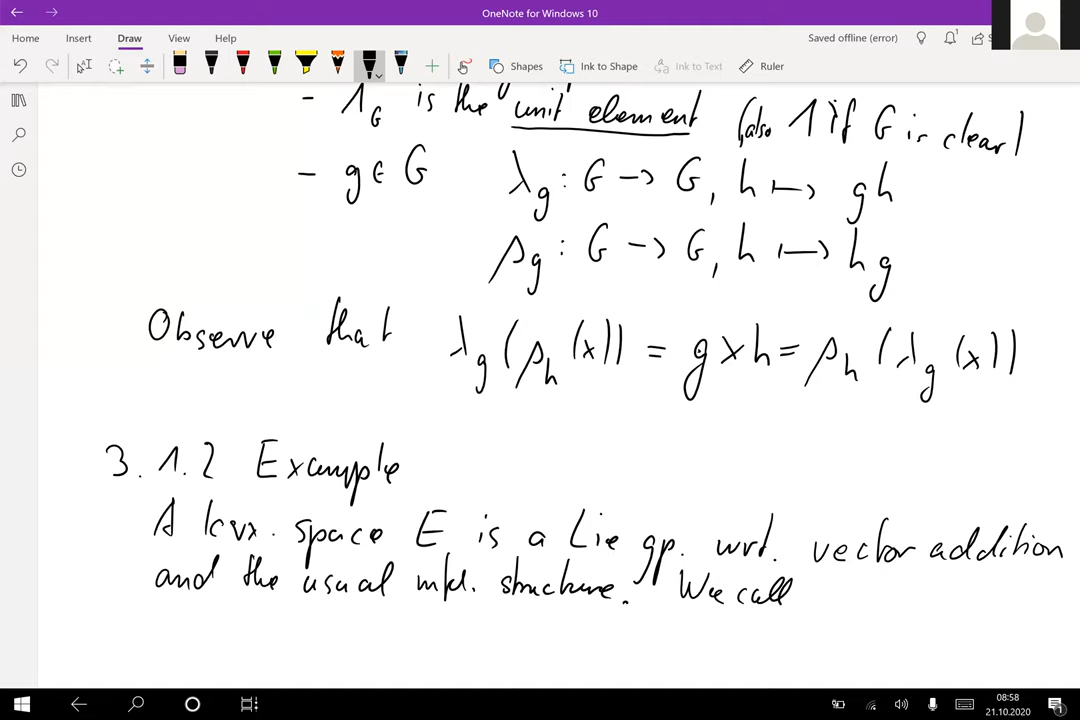 OneNote for Windows 10
Home Insert Draw View Help
Saved offline (error)
Shapes Ink to Shape Ink to Text Ruler
- 1_G is the "unit" element (also 1 if G is clear)
- g ∈ G λ_g : G → G, h ↦ gh
ρ_g : G → G, h ↦ hg
Observe that λ_g(ρ_h(x)) = gxh = ρ_h(λ_g(x))
3.1.2 Example
A lcvx. space E is a Lie gp. wrt. vector addition
and the usual mfd. structure. We call
08:58
21.10.2020